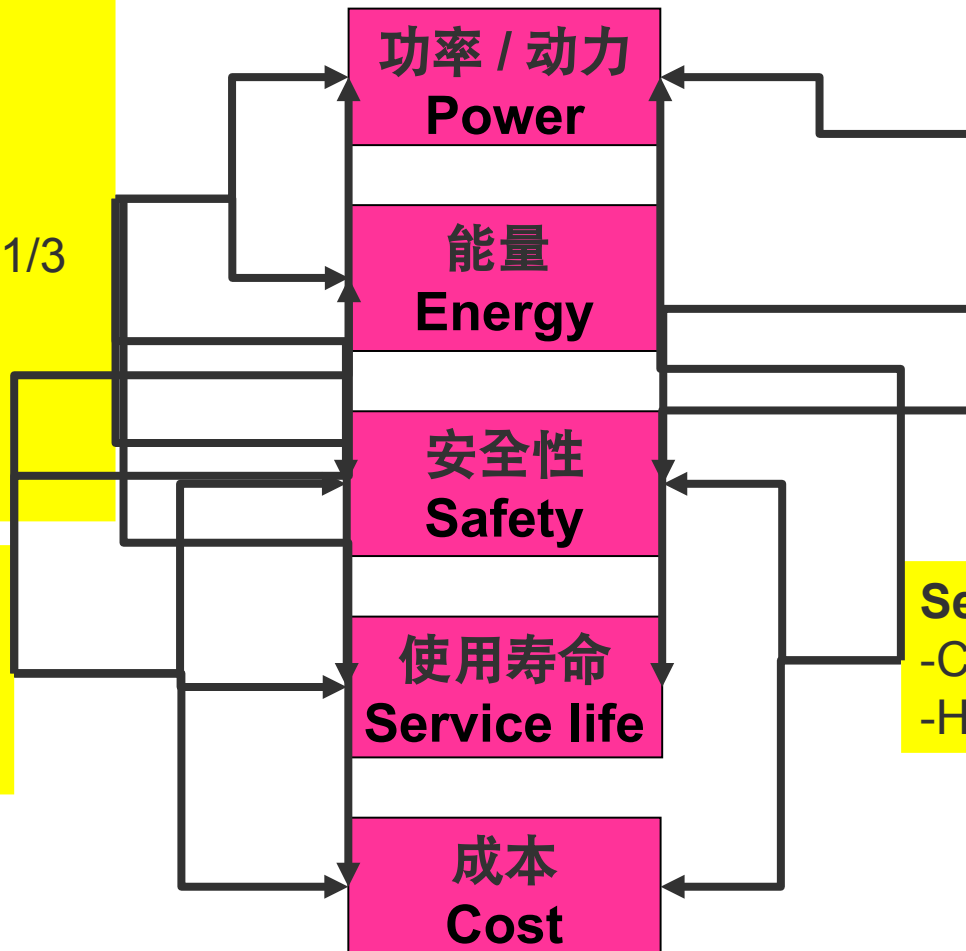 功率 / 动力
Power
1/3
能量
Energy
安全性
Safety
Se
-C
-H
使用寿命
Service life
成本
Cost